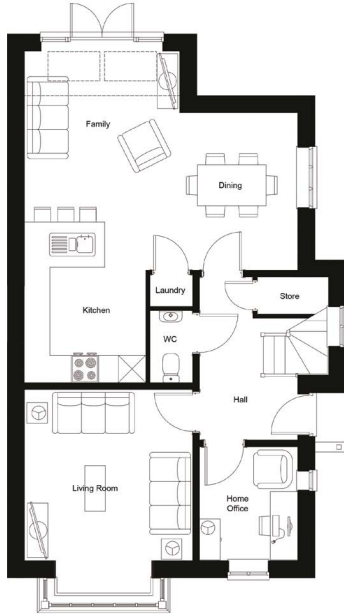 Family
Dining
Laundry
Store
Kitchen
WC
Hall
Living Room
Home
Office